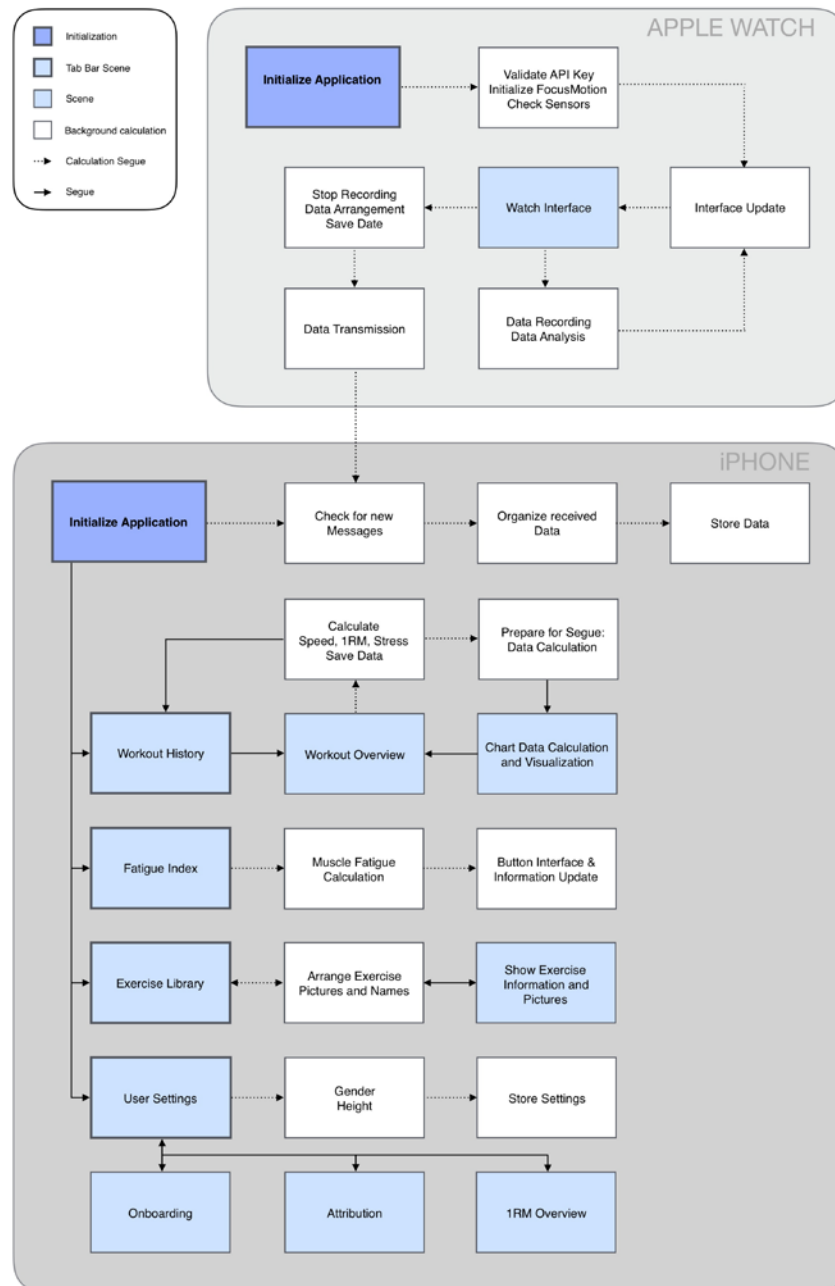 Initialization
Tab Bar Scene
Scene
Background calculation
Calculation Segue
Segue
APPLE WATCH
Initialize Application
Validate API Key
Initialize FocusMotion
Check Sensors
Stop Recording
Data Arrangement
Save Date
Watch Interface
Interface Update
Data Transmission
Data Recording
Data Analysis
iPHONE
Initialize Application
Check for new
Messages
Organize received
Data
Store Data
Calculate
Speed, 1RM, Stress
Save Data
Prepare for Segue:
Data Calculation
Workout History
Workout Overview
Chart Data Calculation
and Visualization
Fatigue Index
Muscle Fatigue
Calculation
Button Interface &
Information Update
Exercise Library
Arrange Exercise
Pictures and Names
Show Exercise
Information and
Pictures
User Settings
Gender
Height
Store Settings
Onboarding
Attribution
1RM Overview